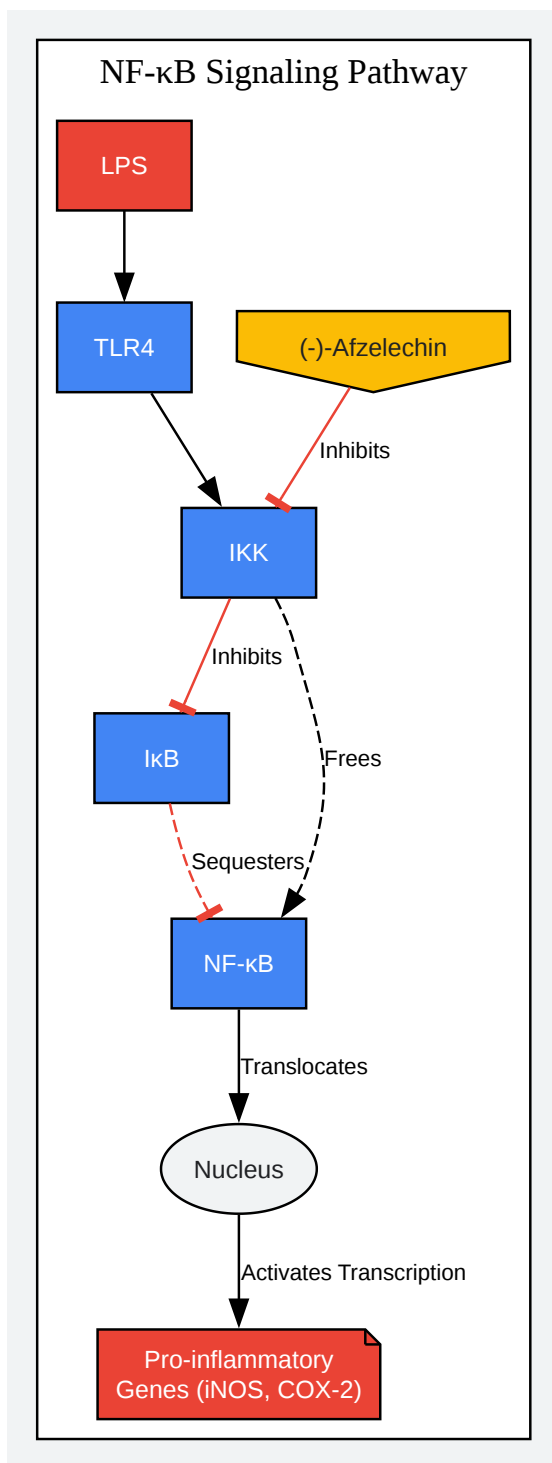 NF-κB Signaling Pathway
LPS
TLR4
(-)-Afzelechin
Inhibits
IKK
Inhibits
IκB
Frees
Sequesters
NF-κB
Translocates
Nucleus
Activates Transcription
Pro-inflammatory
Genes (iNOS, COX-2)